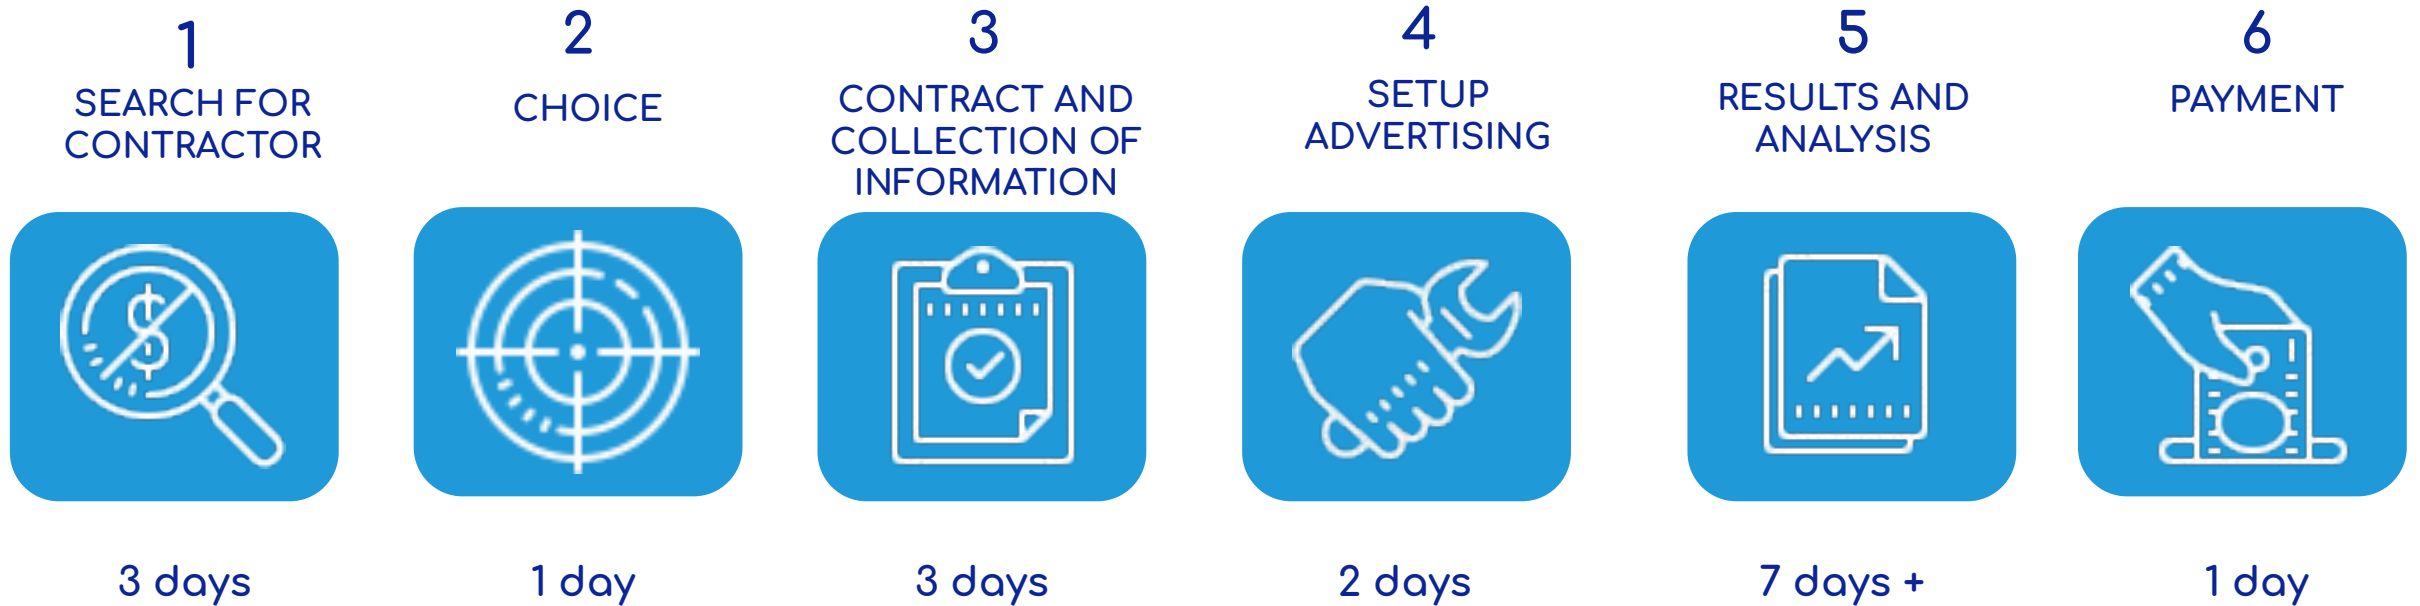 1
SEARCH FOR
CONTRACTOR
3 days
2
CHOICE
1 day
3
CONTRACT AND
COLLECTION OF
INFORMATION
3 days
4
SETUP
ADVERTISING
2 days
5
RESULTS AND
ANALYSIS
7 days +
6
PAYMENT
1 day